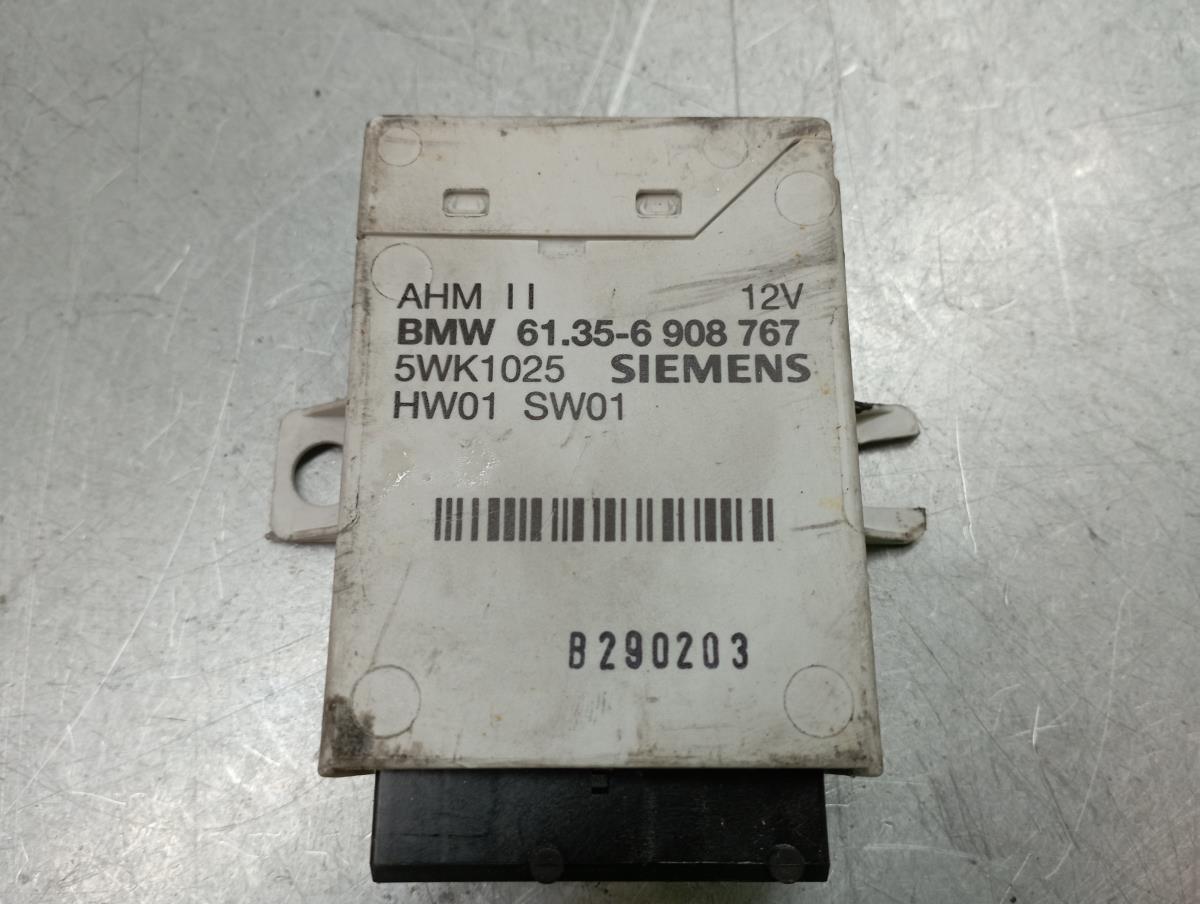 AHM II 12V
BMW 61.35-6 908 767
5WK1025 SIEMENS
HW01 SW01
B290203